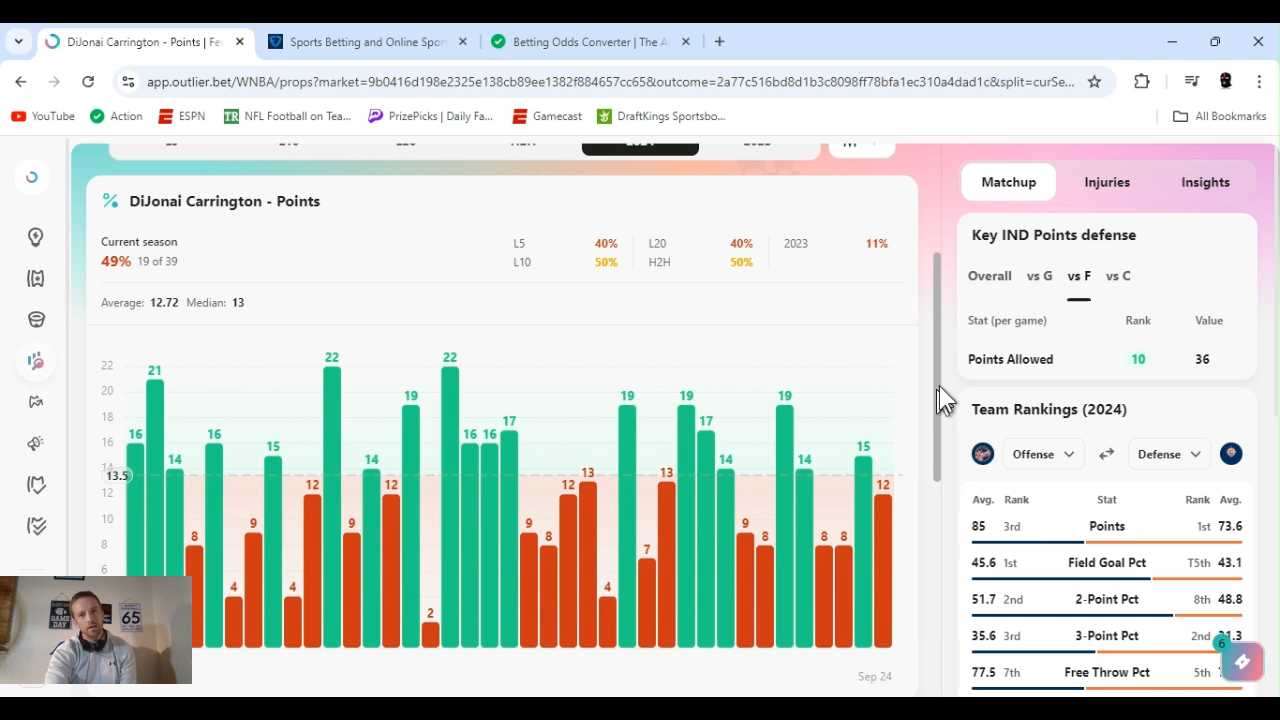 DiJonai Carrington - Points | Fe
Sports Betting and Online Spor
Betting Odds Converter | The A
app.outlier.bet/WNBA/props?market=9b0416d198e2325e138cb89ee1382f884657cc65&outcome=2a77c516bd8d1b3c8098ff78bfa1ec310a4dad1c&split=curSe...
YouTube
Action
ESPN
NFL Football on Tea...
PrizePicks | Daily Fa...
Gamecast
DraftKings Sportsbo...
All Bookmarks
DiJonai Carrington - Points
Current season
49% 19 of 39
L5 40% L20 40% 2023 11%
L10 50% H2H 50%
Average: 12.72 Median: 13
22
20
18
16
14
13.5
12
10
8
6
16 21 14 8 16 4 9 15 4 12 22 9 14 12 19 2 22 16 16 17 9 8 12 13 4 19 7 13 19 17 14 9 8 19 14 8 8 15 12
Sep 24
Matchup Injuries Insights
Key IND Points defense
Overall vs G vs F vs C
Stat (per game) Rank Value
Points Allowed 10 36
Team Rankings (2024)
Offense Defense
Avg. Rank Stat Rank Avg.
85 3rd Points 1st 73.6
45.6 1st Field Goal Pct T5th 43.1
51.7 2nd 2-Point Pct 8th 48.8
35.6 3rd 3-Point Pct 2nd
6
77.5 7th Free Throw Pct 5th
GAME
DAY
65